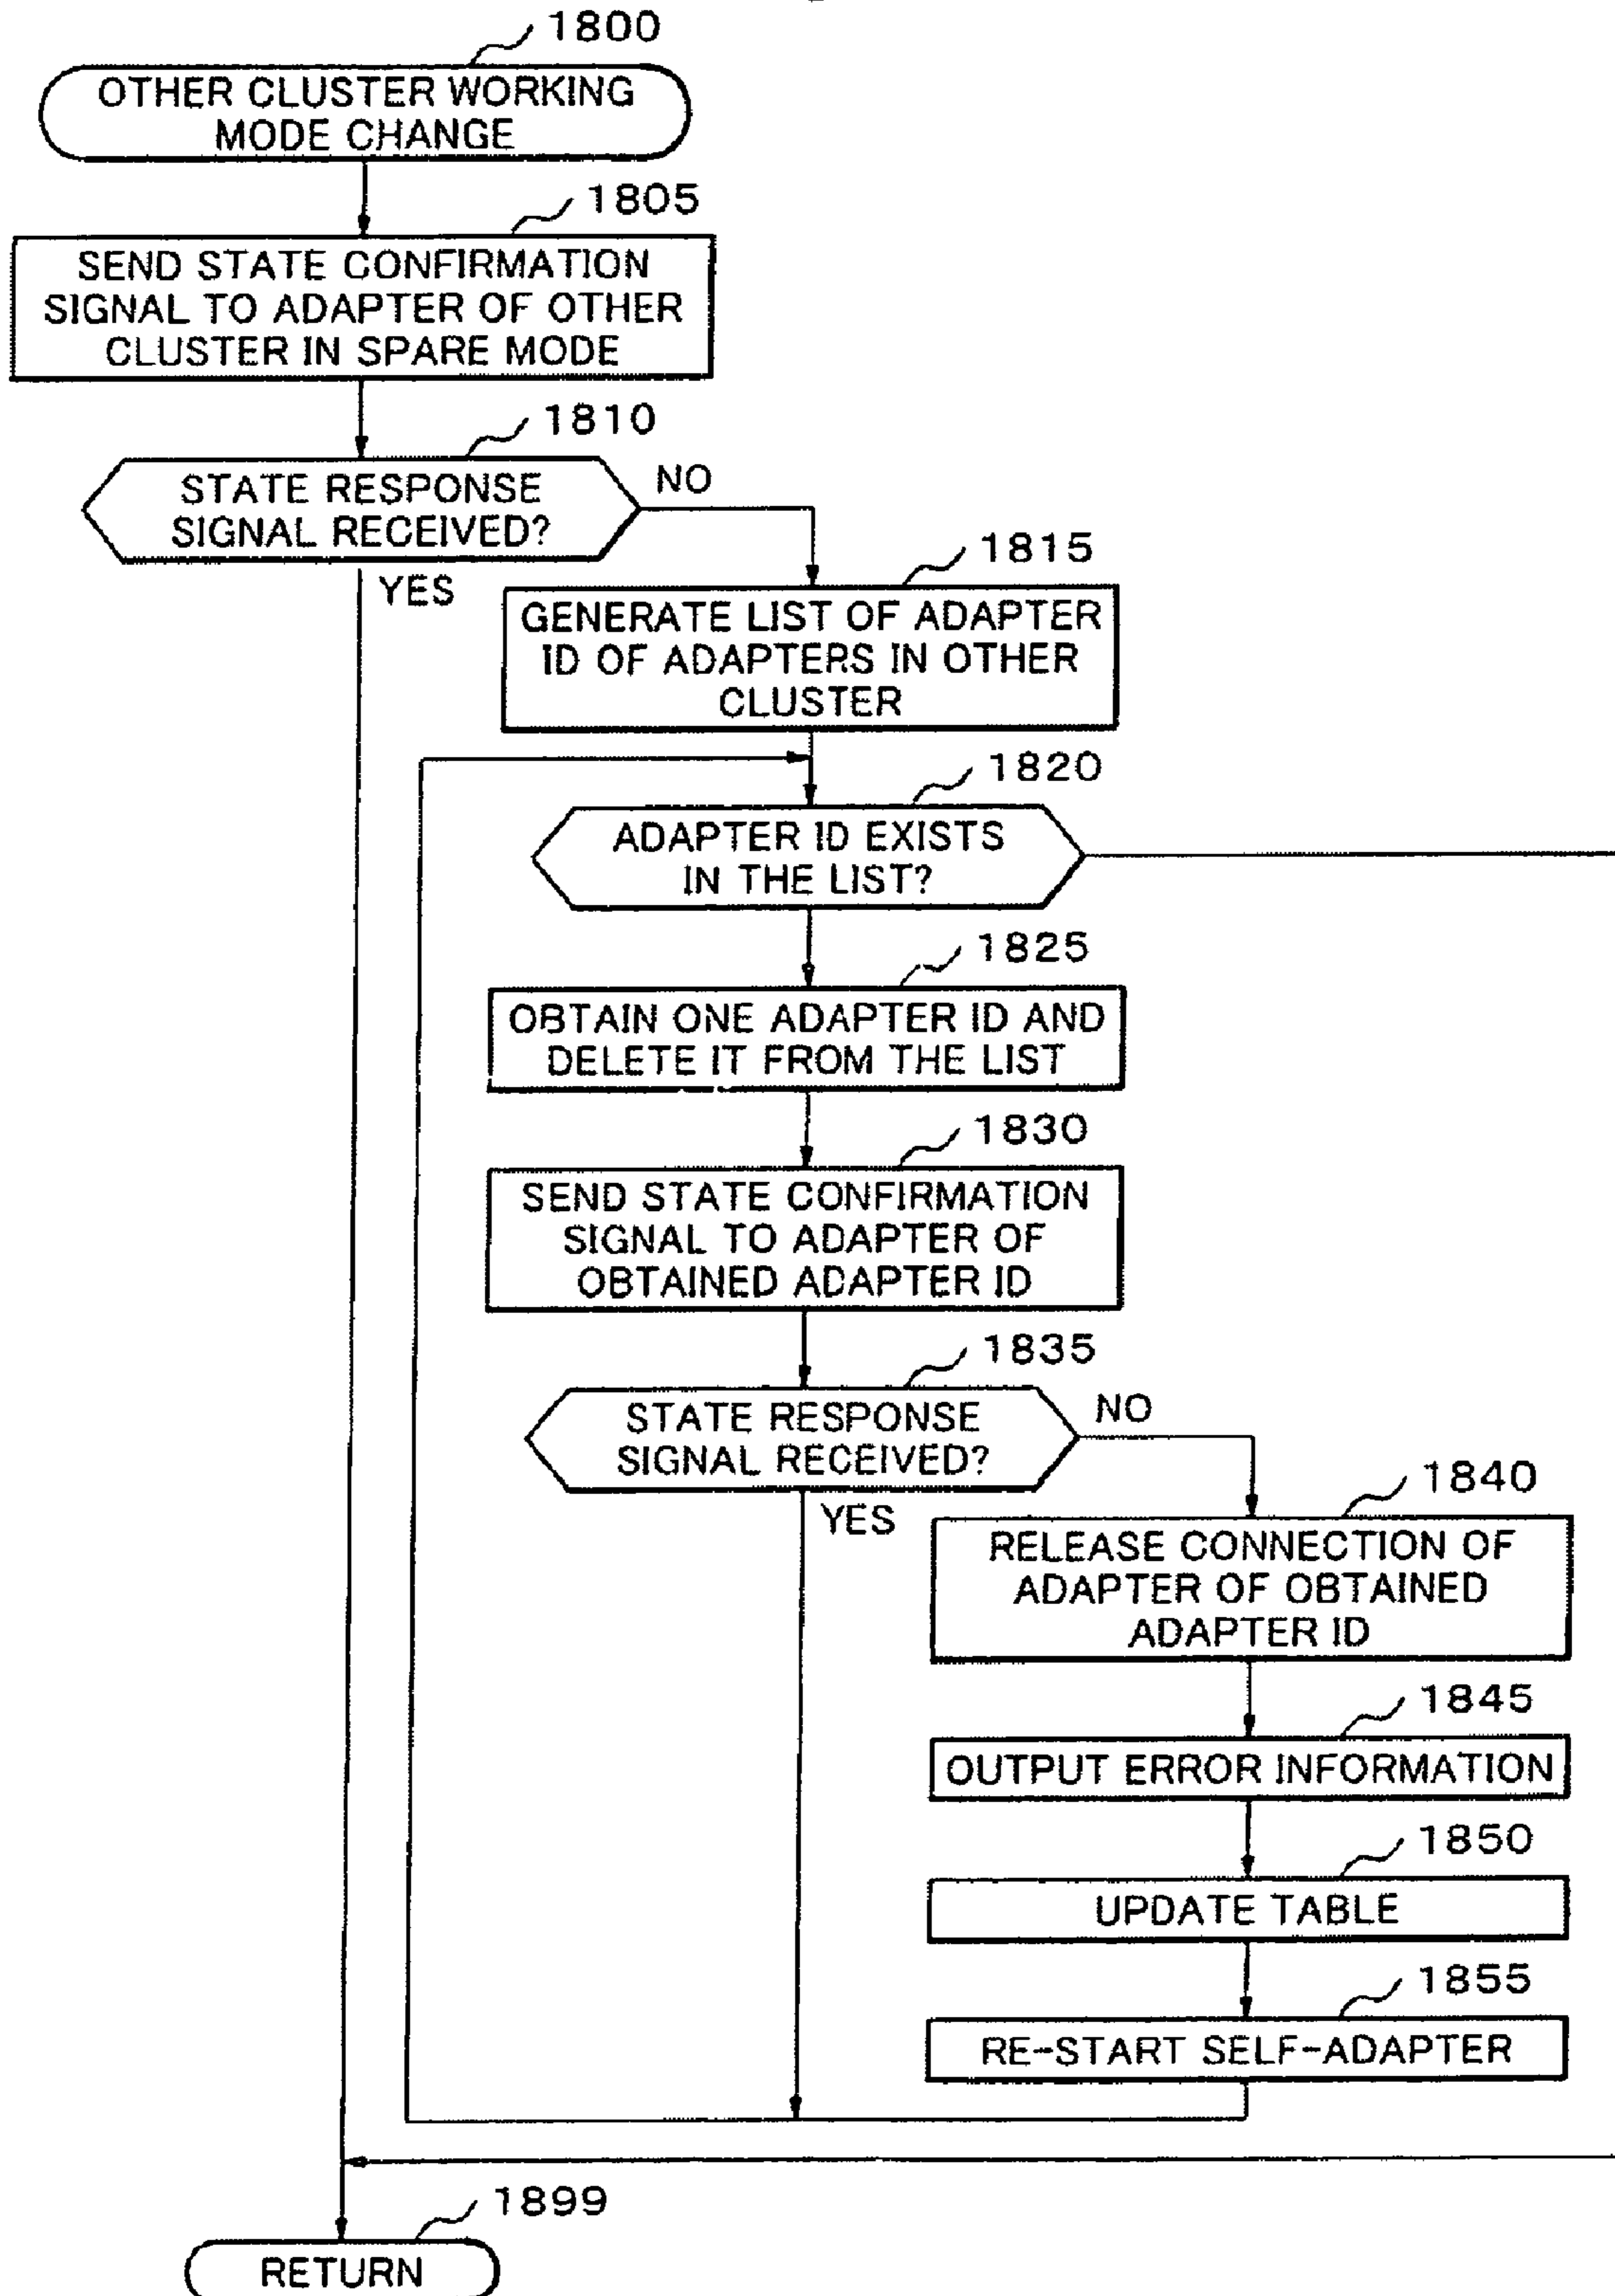 1800
OTHER CLUSTER WORKING
MODE CHANGE
1805
SEND STATE CONFIRMATION
SIGNAL TO ADAPTER OF OTHER
CLUSTER IN SPARE MODE
1810
STATE RESPONSE
SIGNAL RECEIVED?
NO
YES
1815
GENERATE LIST OF ADAPTER
ID OF ADAPTERS IN OTHER
CLUSTER
1820
ADAPTER ID EXISTS
IN THE LIST?
1825
OBTAIN ONE ADAPTER ID AND
DELETE IT FROM THE LIST
1830
SEND STATE CONFIRMATION
SIGNAL TO ADAPTER OF
OBTAINED ADAPTER ID
1835
STATE RESPONSE
SIGNAL RECEIVED?
NO
YES
1840
RELEASE CONNECTION OF
ADAPTER OF OBTAINED
ADAPTER ID
1845
OUTPUT ERROR INFORMATION
1850
UPDATE TABLE
1855
RE-START SELF-ADAPTER
1899
RETURN